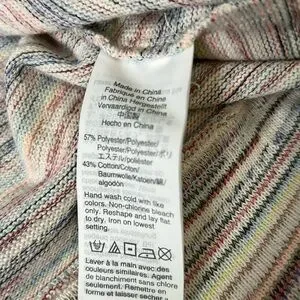 Made in China
Fabriqué en China
in China Hergestellt
Vervaardigd in China
中国製
Hecho en China
57% Polyester/Polyester/
Polyester/Polyester/ポリ
エステル/poliéster
43% Cotton/Coton/
Baumwolle/Katoen/綿/
algodón
Hand wash cold with like
colors. Non-chlorine bleach
only. Reshape and lay flat
to dry. Iron on lowest
setting.
Laver à la main avec des
couleurs similaires. Agent
de blanchiment sans chlore
seulement. Remettre en
forme et sécher à plat